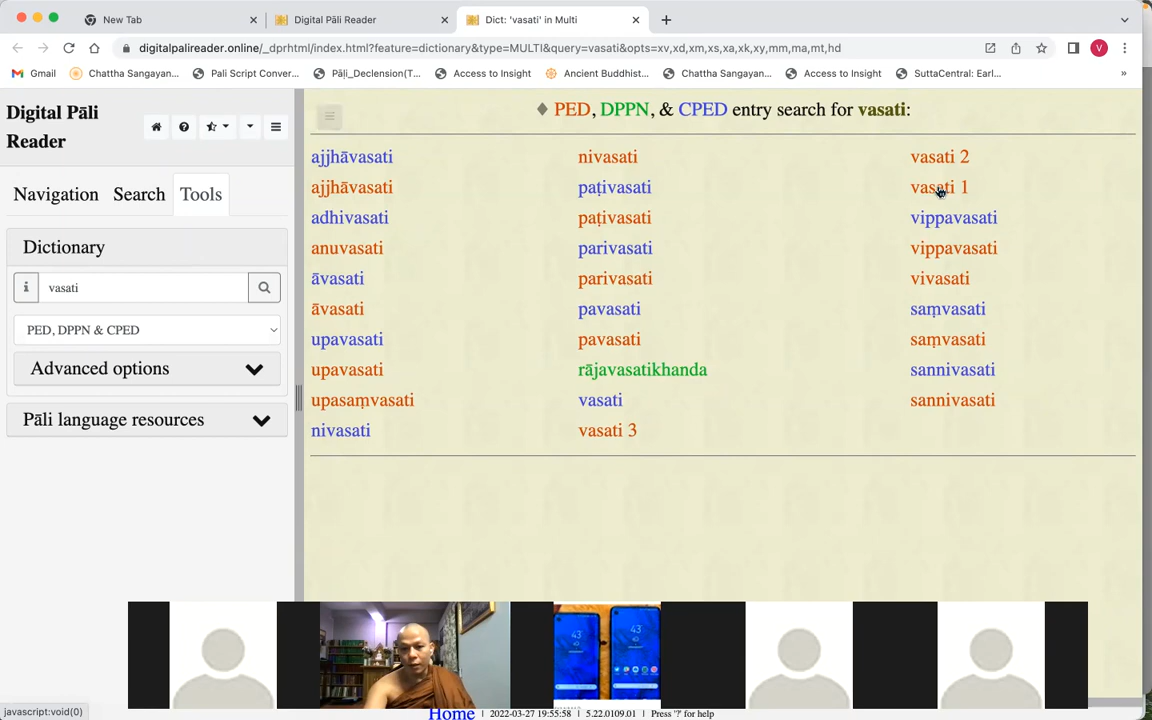 New Tab
Digital Pāli Reader
Dict: 'vasati' in Multi
digitalpalireader.online/_dprhtml/index.html?feature=dictionary&type=MULTI&query=vasati&opts=xv,xd,xm,xs,xa,xk,xy,mm,ma,mt,hd
V
Gmail
Chattha Sangayan...
Pali Script Conver...
Pāḷi_Declension(T...
Access to Insight
Ancient Buddhist...
Chattha Sangayan...
Access to Insight
SuttaCentral: Earl...
»
Digital Pāli
Reader
Navigation Search Tools
Dictionary
vasati
PED, DPPN & CPED
Advanced options
Pāli language resources
♦ PED, DPPN, & CPED entry search for vasati:
ajjhāvasati
ajjhāvasati
adhivasati
anuvasati
āvasati
āvasati
upavasati
upavasati
upasaṃvasati
nivasati
nivasati
paṭivasati
paṭivasati
parivasati
parivasati
pavasati
pavasati
rājavasatikhanda
vasati
vasati 3
vasati 2
vasati 1
vippavasati
vippavasati
vivasati
saṃvasati
saṃvasati
sannivasati
sannivasati
43
43
javascript:void(0)
Home | 2022-03-27 19:55:58 | 5.22.0109.01 | Press '?' for help